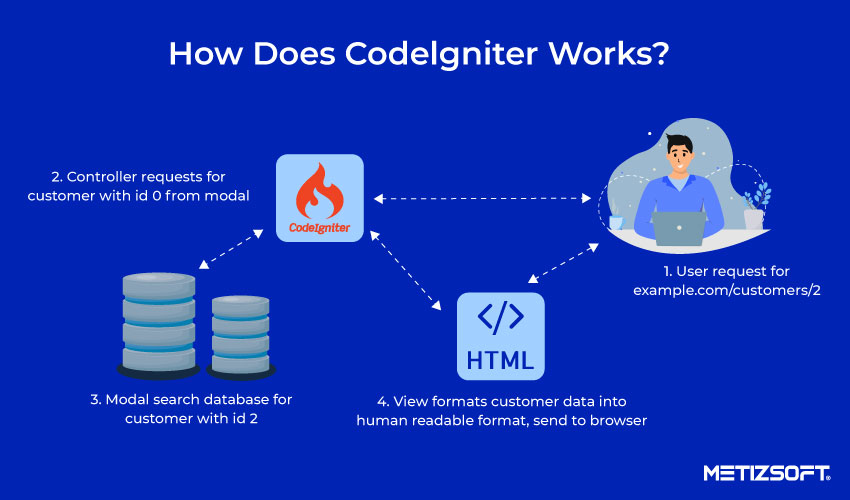 How Does CodeIgniter Works?
2. Controller requests for
customer with id 0 from modal
CodeIgniter
1. User request for
example.com/customers/2
</>
HTML
3. Modal search database for
customer with id 2
4. View formats customer data into
human readable format, send to browser
METIZSOFT®